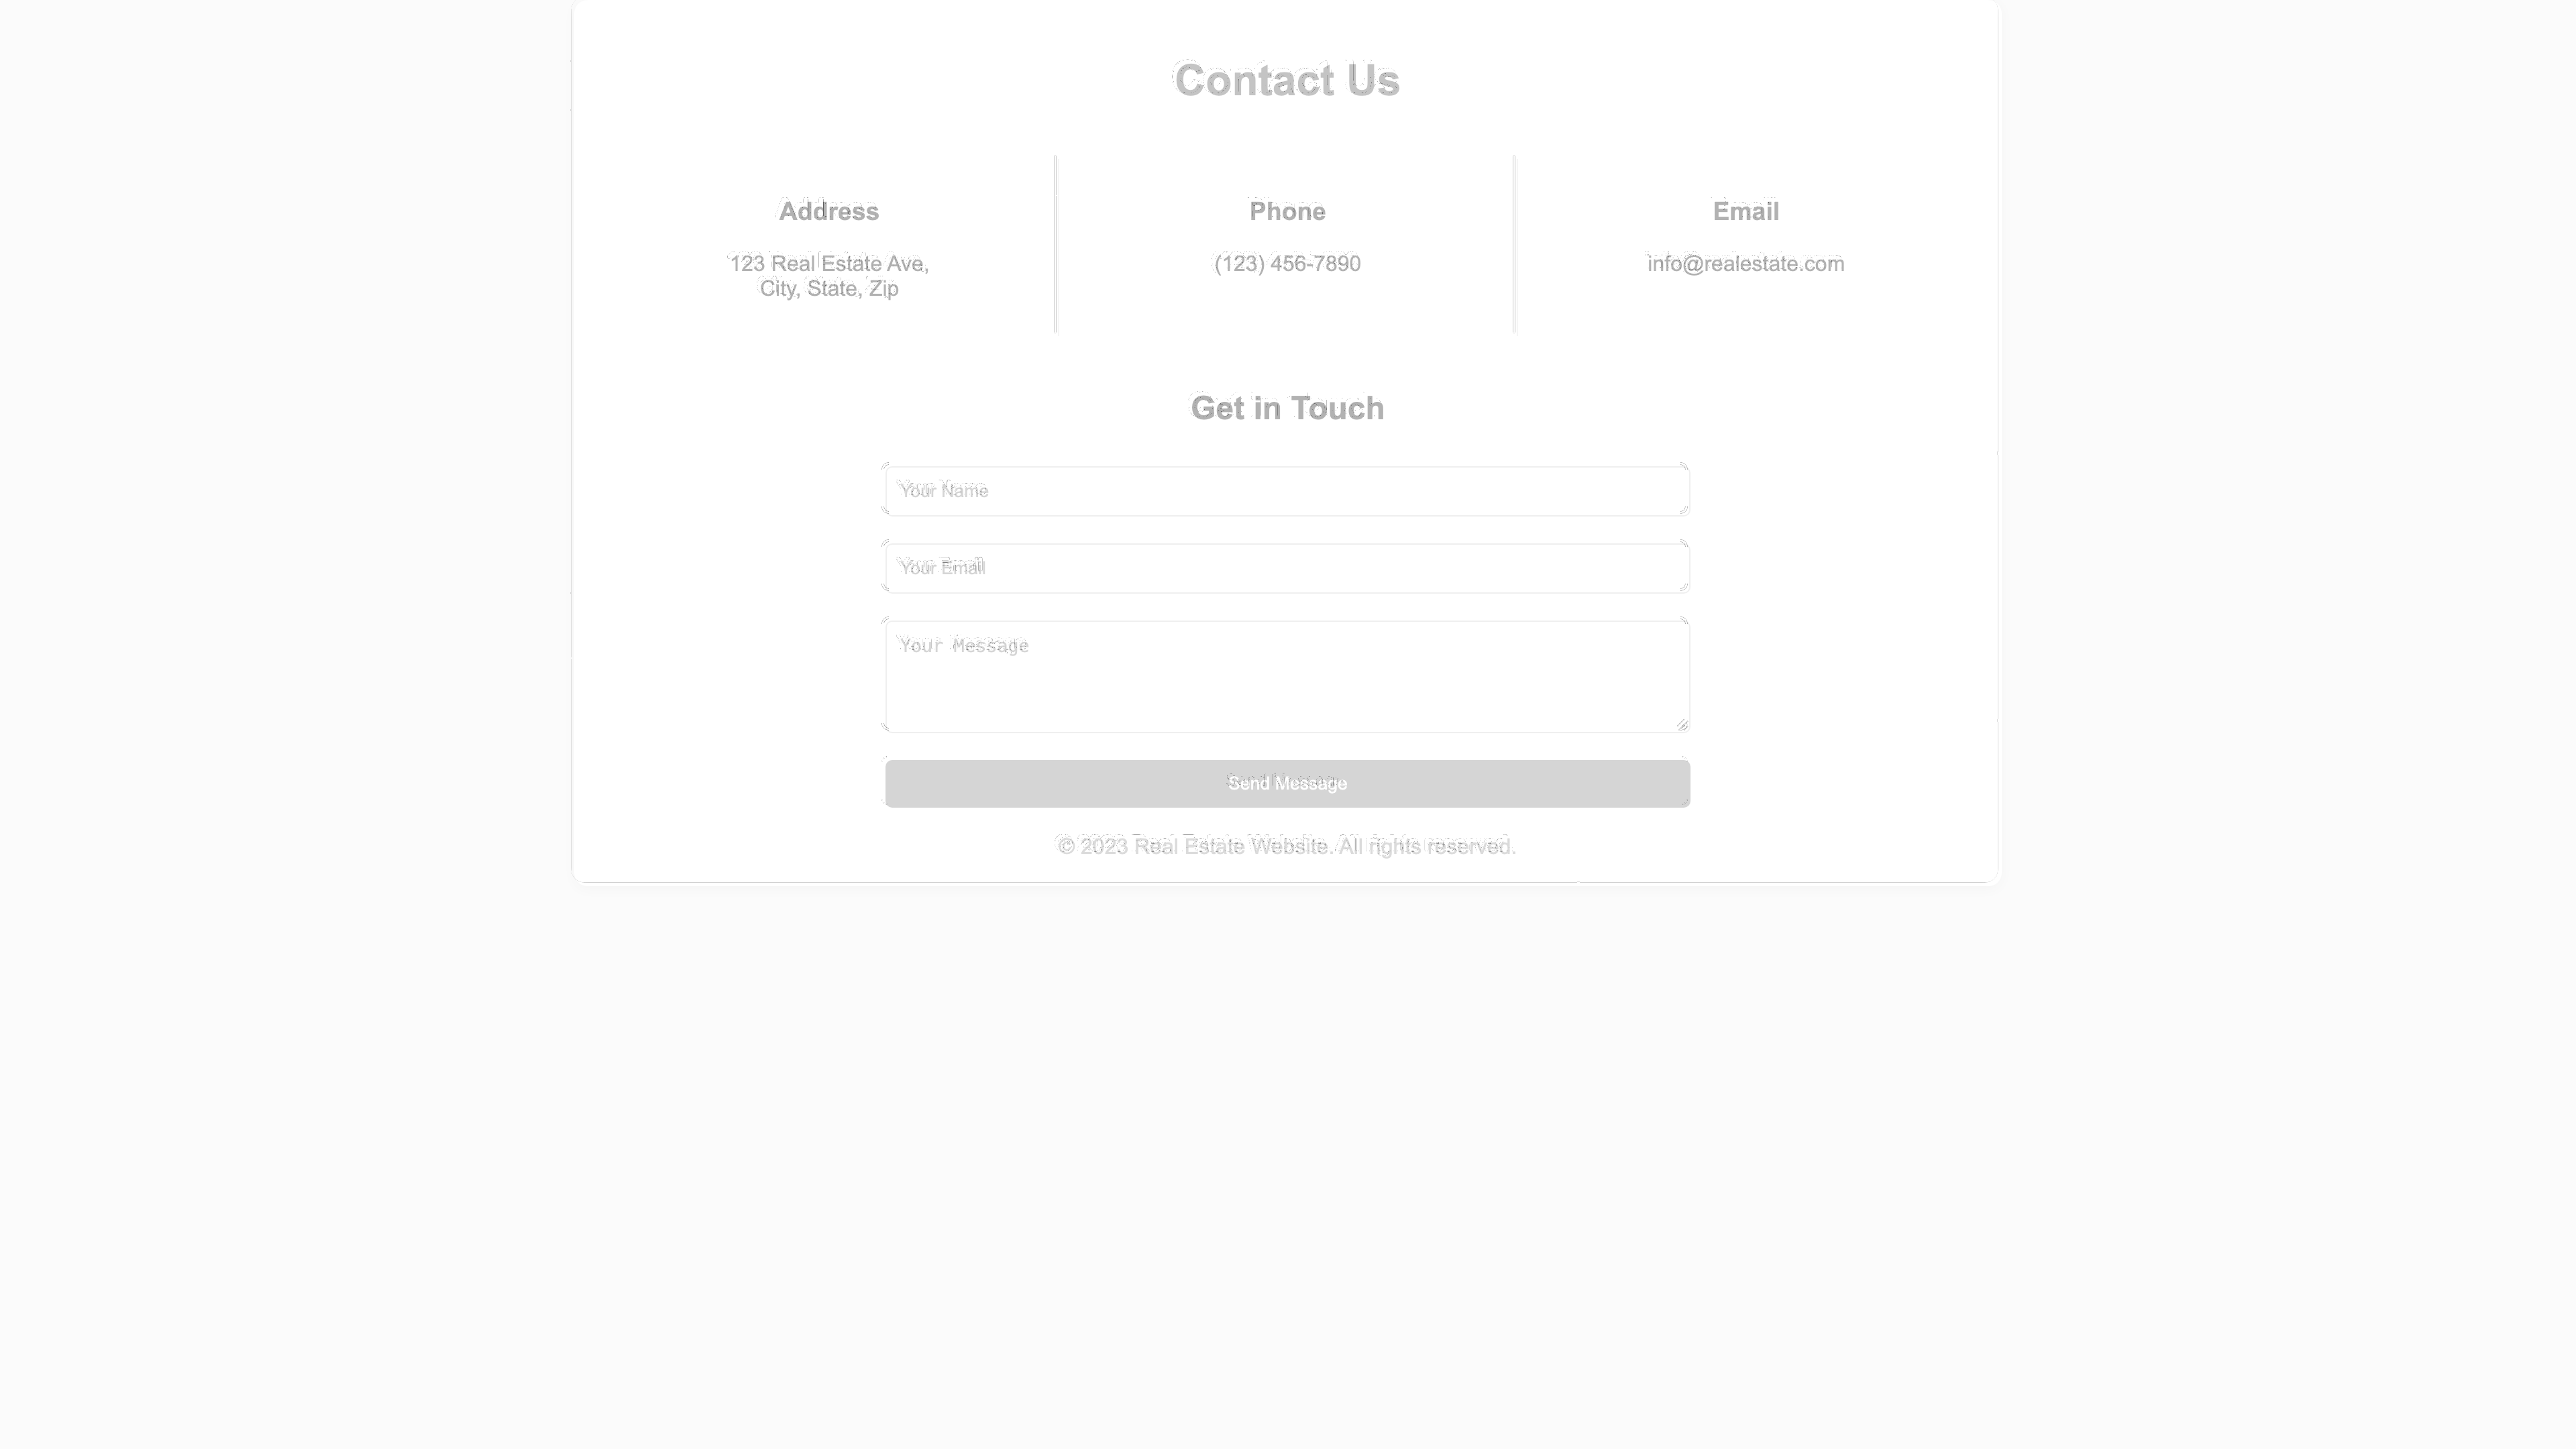 Contact Us
Address
123 Real Estate Ave,
City, State, Zip
Phone
(123) 456-7890
Email
info@realestate.com
Get in Touch
Your Name
Your Email
Your Message
Send Message
© 2023 Real Estate Website. All rights reserved.